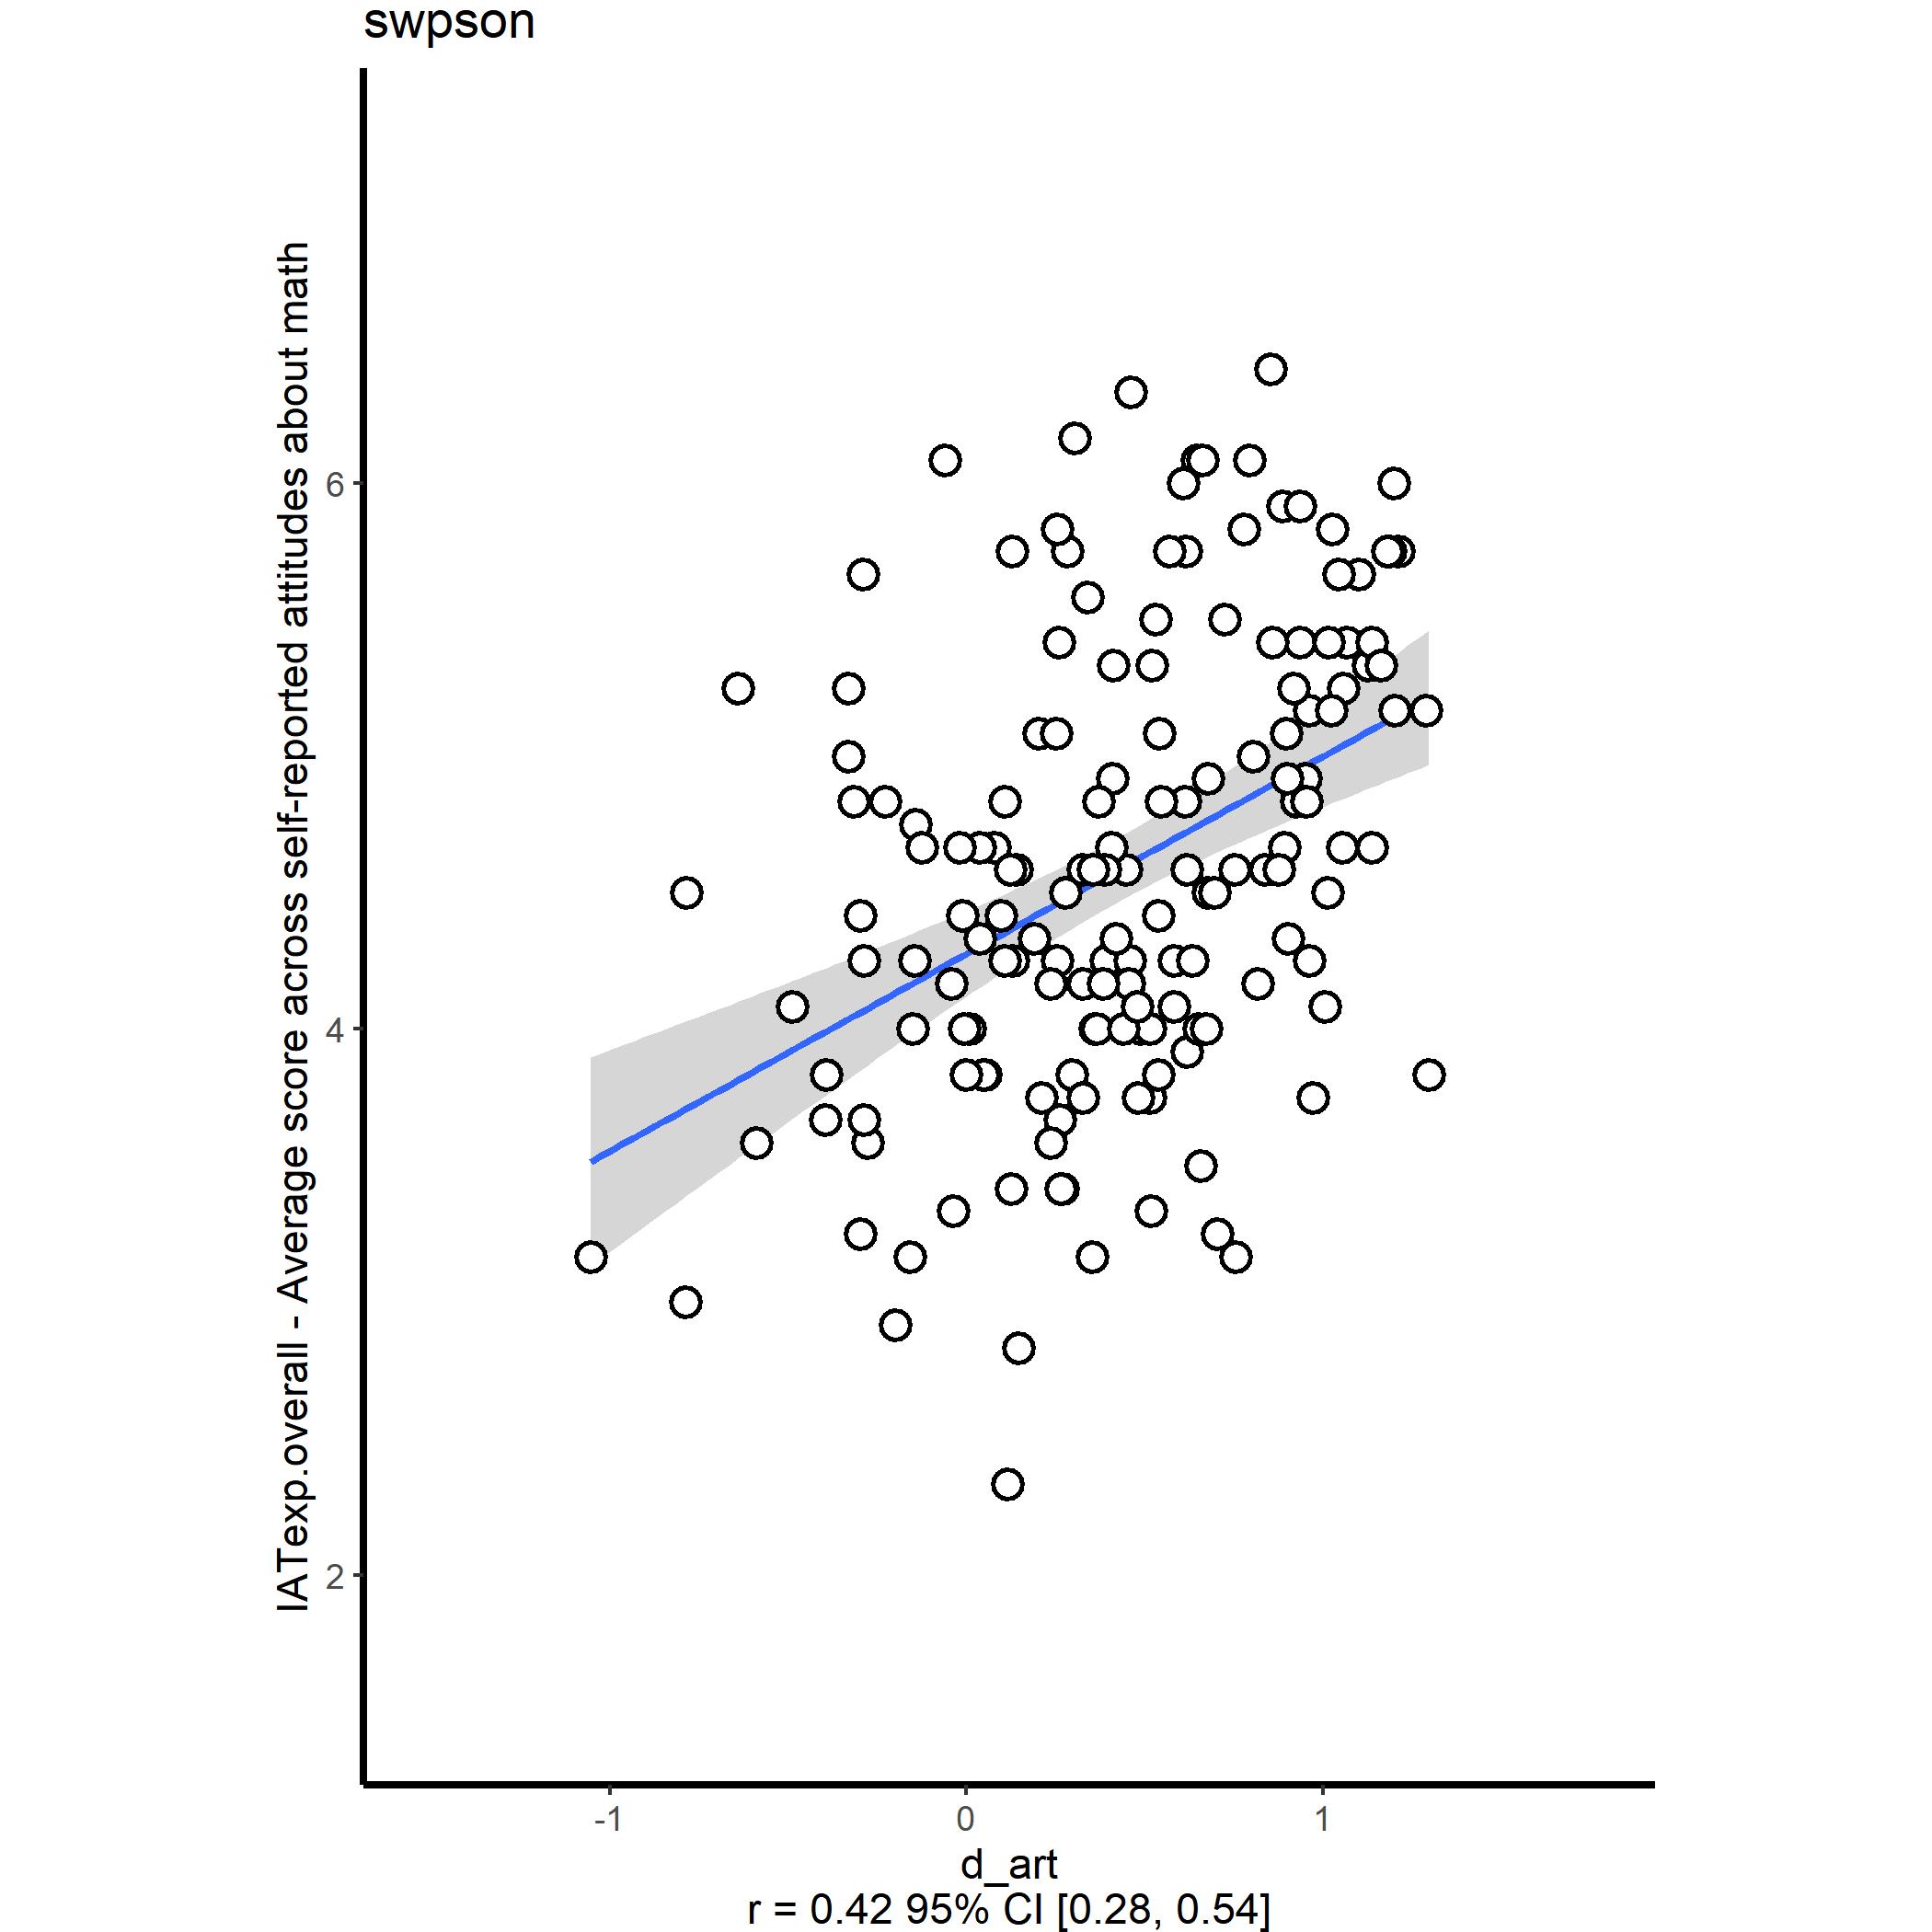 swpson
IATexp.overall - Average score across self-reported attitudes about math
6
4
2
-1 0 1
d_art
r = 0.42 95% CI [0.28, 0.54]